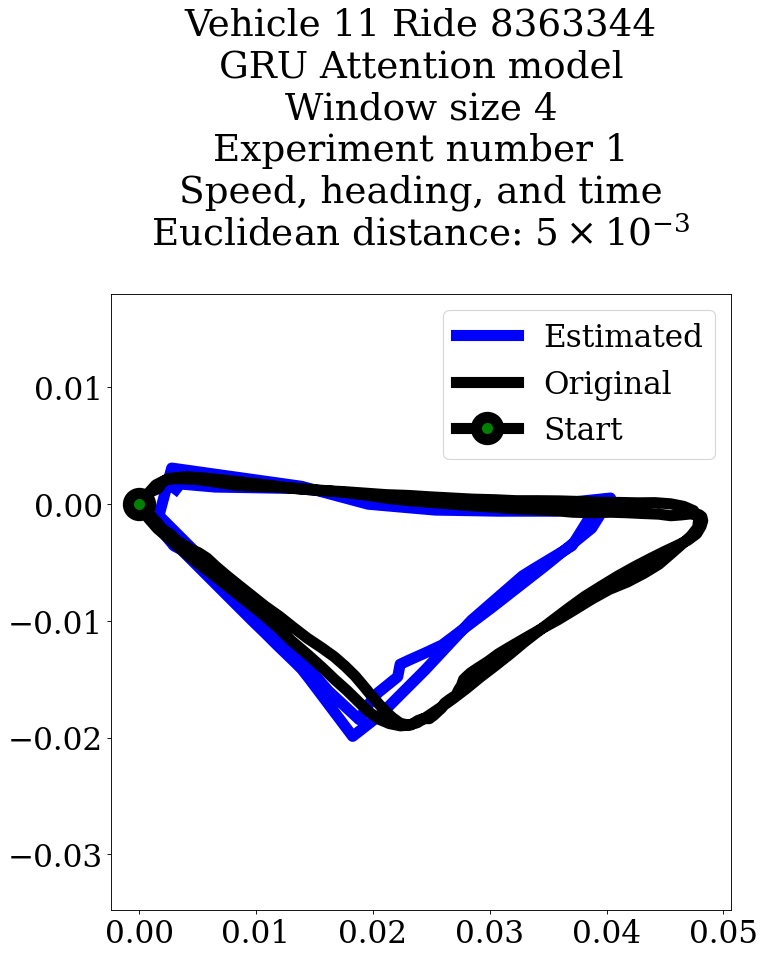 Vehicle 11 Ride 8363344
GRU Attention model
Window size 4
Experiment number 1
Speed, heading, and time
Euclidean distance: 5 × 10⁻³
Estimated
Original
Start
0.01
0.00
−0.01
−0.02
−0.03
0.00 0.01 0.02 0.03 0.04 0.05